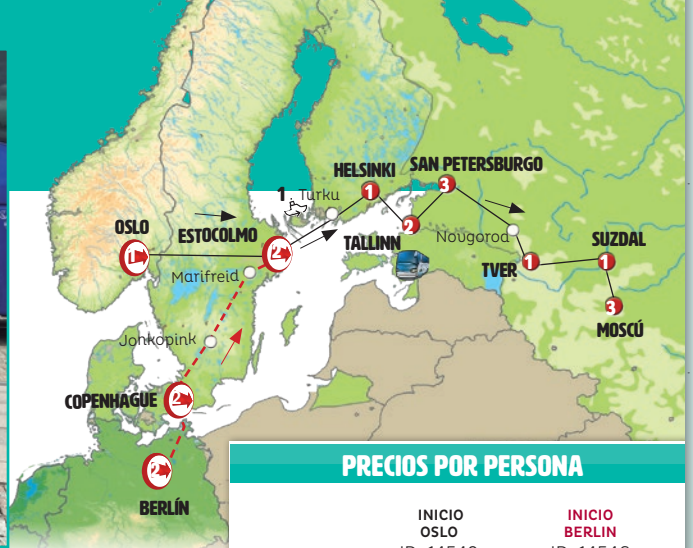 HELSINKI
SAN PETERSBURGO
1
Turku
1
3
OSLO
ESTOCOLMO
1
2
TALLINN
2
Nougorod
SUZDAL
Marifreid
TVER
1
1
3
MOSCÚ
Jonkopink
COPENHAGUE
2
2
BERLÍN
PRECIOS POR PERSONA
INICIO
OSLO
INICIO
BERLIN